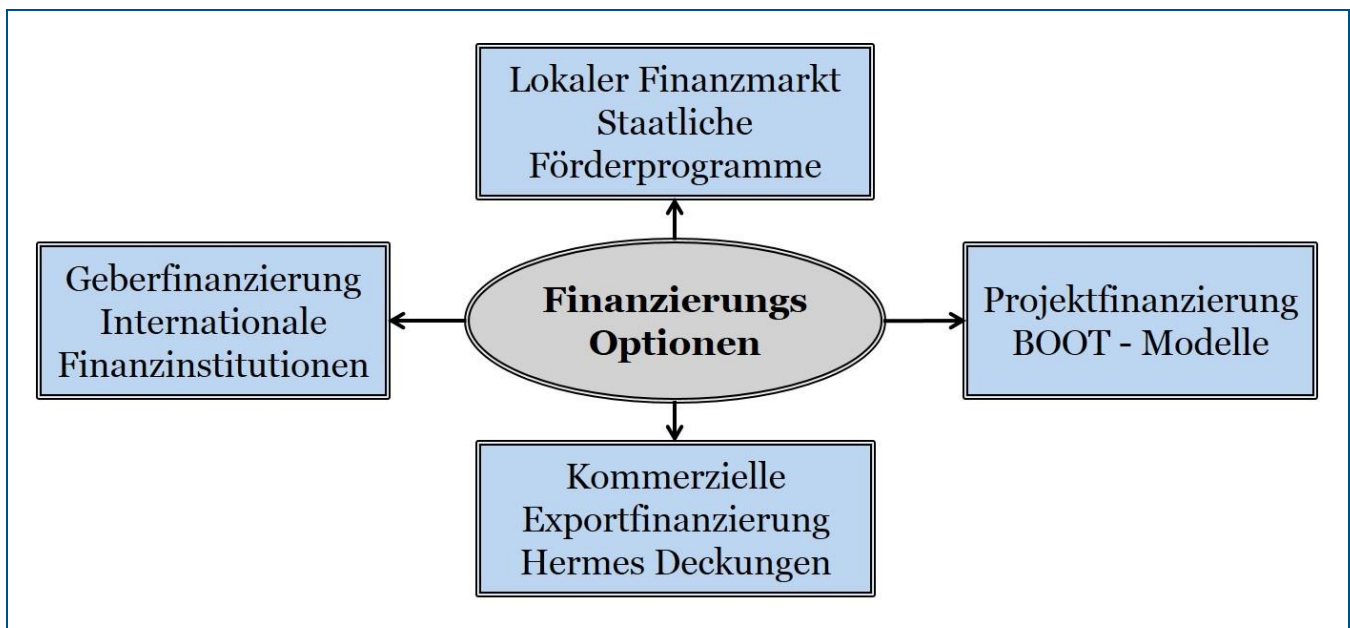 Lokaler Finanzmarkt
Staatliche
Förderprogramme
Geberfinanzierung
Internationale
Finanzinstitutionen
Finanzierungs
Optionen
Projektfinanzierung
BOOT - Modelle
Kommerzielle
Exportfinanzierung
Hermes Deckungen